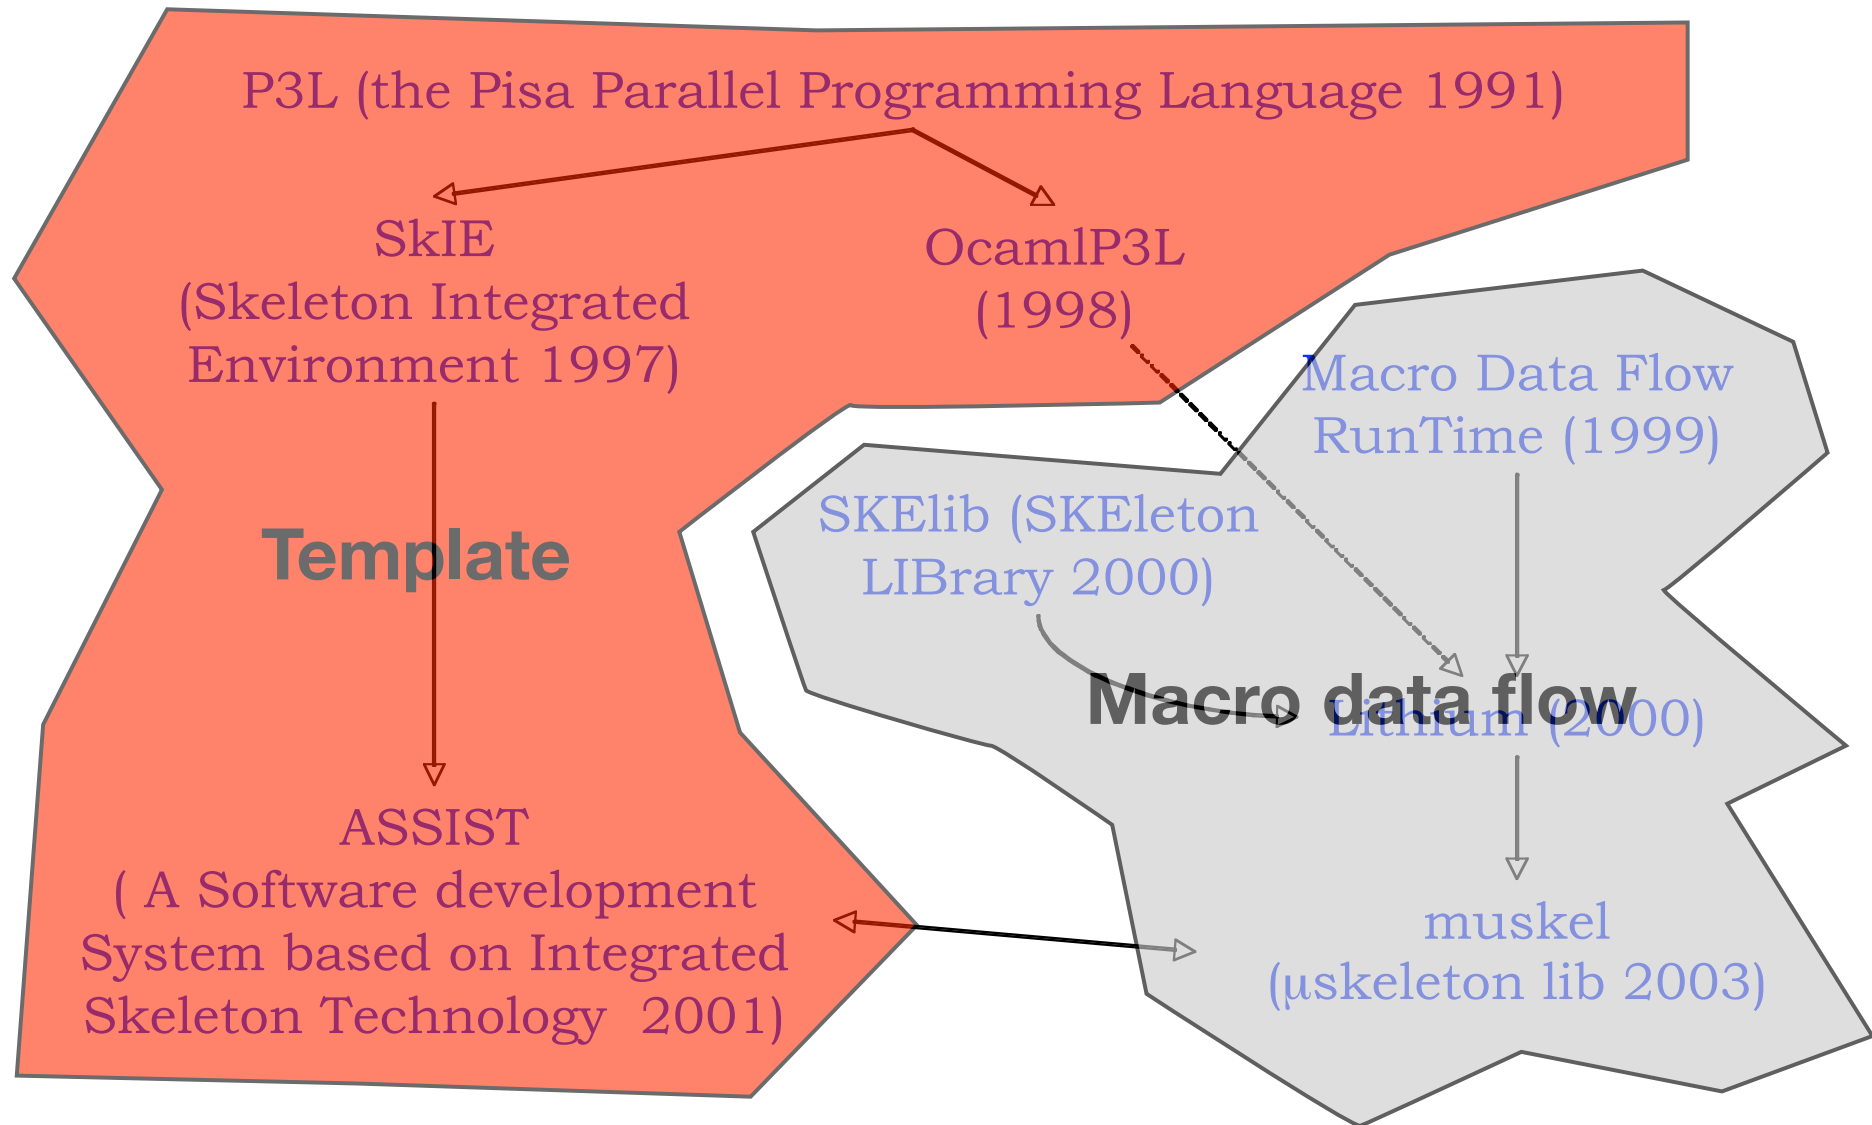 P3L (the Pisa Parallel Programming Language 1991)
SkIE
(Skeleton Integrated
Environment 1997)
OcamlP3L
(1998)
Macro Data Flow
RunTime (1999)
SKElib (SKEleton
LIBrary 2000)
Template
Macro data flow
Lithium (2000)
ASSIST
( A Software development
System based on Integrated
Skeleton Technology 2001)
muskel
(μskeleton lib 2003)